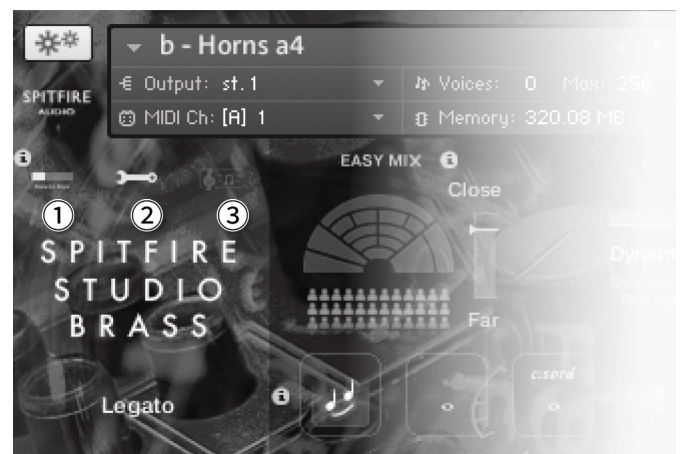 b - Horns a4
Output: st.1
Voices: 0 Max: 256
SPITFIRE
AUDIO
MIDI Ch: [A] 1
Memory: 320.08 MB
EASY MIX
Close
1 2 3
SPITFIRE
STUDIO
BRASS
Dynam
Far
c.sord
Legato